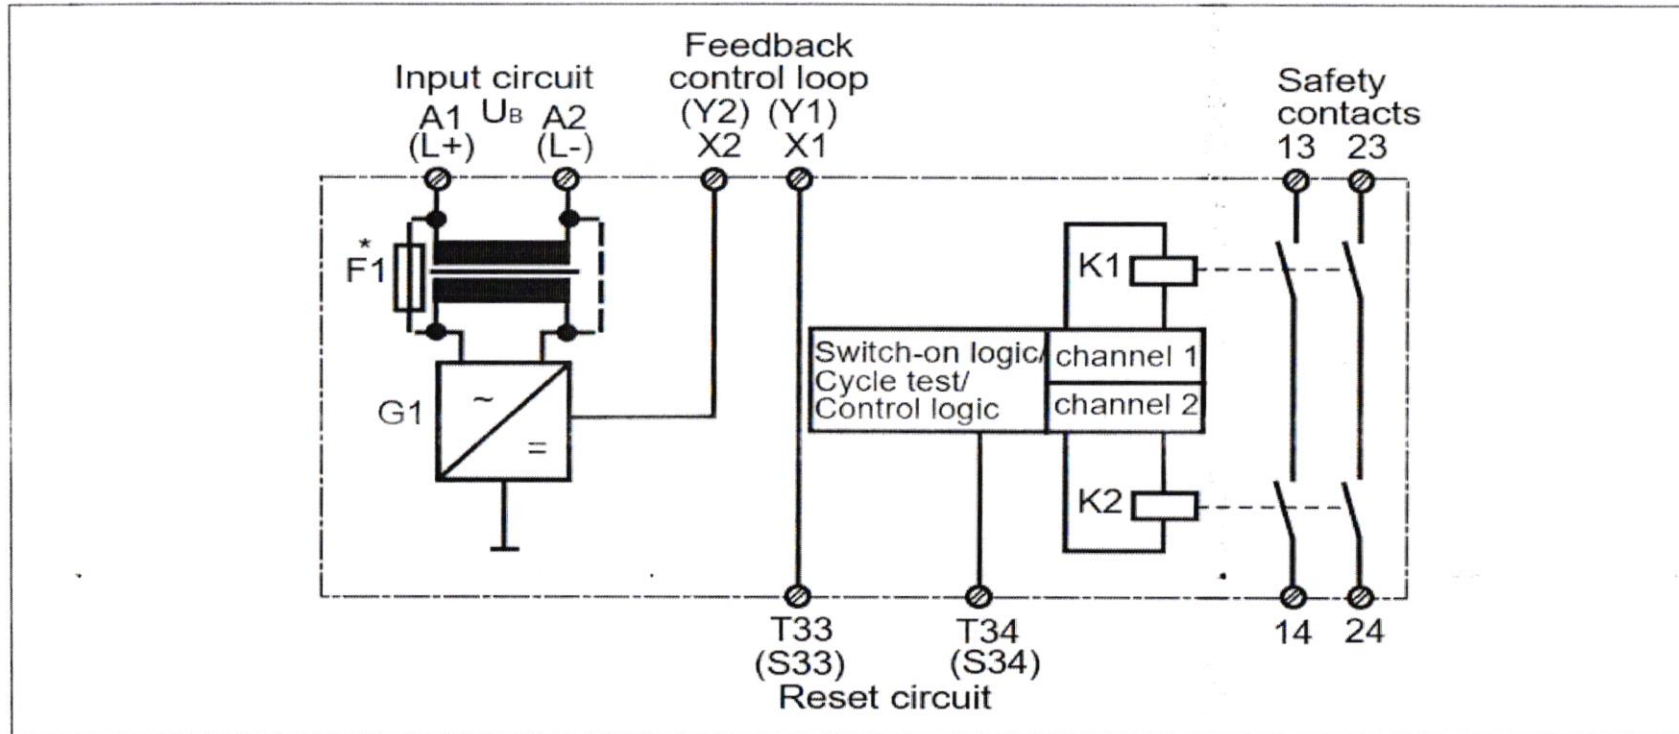 Feedback
control loop
Input circuit
(Y2) (Y1)
A1 UB A2
X2 X1
(L+) (L-)
Safety
contacts
13 23
*
F1
K1
Switch-on logic/
Cycle test/
Control logic
channel 1
channel 2
G1
~
=
K2
T33 T34
(S33) (S34)
Reset circuit
14 24